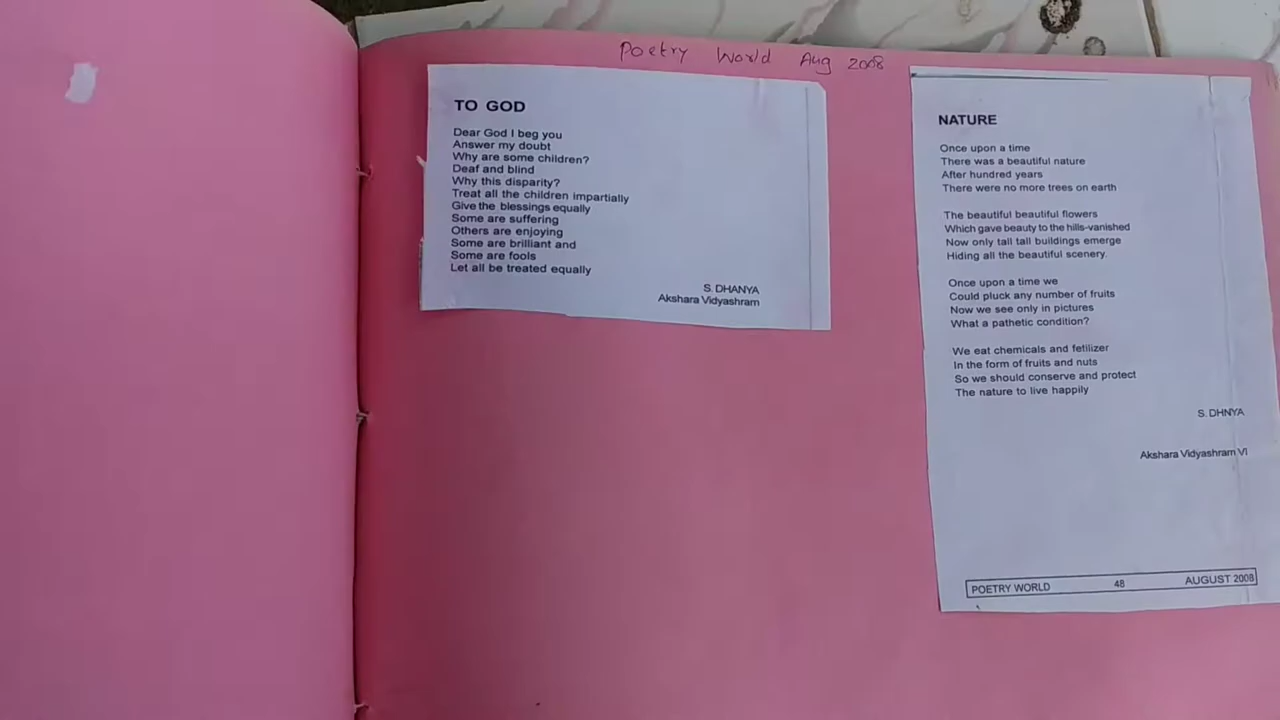 Poetry World Aug 2008
TO GOD
Dear God I beg you
Answer my doubt
Why are some children?
Deaf and blind
Why this disparity?
Treat all the children impartially
Give the blessings equally
Some are suffering
Others are enjoying
Some are brilliant and
Some are fools
Let all be treated equally
S. DHANYA
Akshara Vidyashram
NATURE
Once upon a time
There was a beautiful nature
After hundred years
There were no more trees on earth
The beautiful beautiful flowers
Which gave beauty to the hills-vanished
Now only tall tall buildings emerge
Hiding all the beautiful scenery.
Once upon a time we
Could pluck any number of fruits
Now we see only in pictures
What a pathetic condition?
We eat chemicals and fetilizer
In the form of fruits and nuts
So we should conserve and protect
The nature to live happily
S. DHNYA
Akshara Vidyashram VI
POETRY WORLD 48 AUGUST 2008